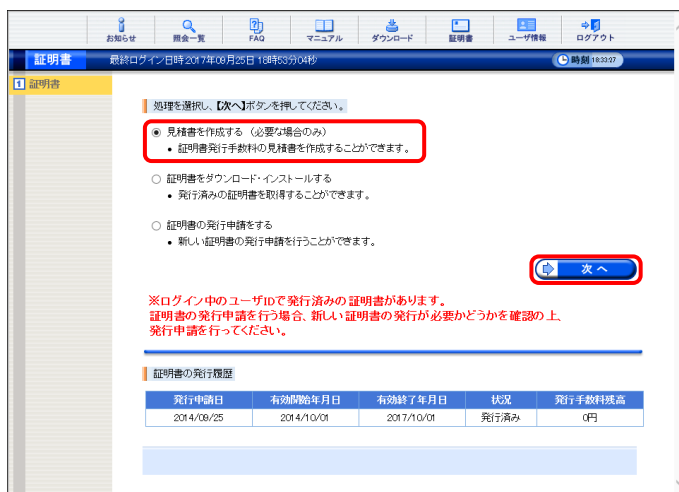 お知らせ 照会一覧 FAQ マニュアル ダウンロード 証明書 ユーザ情報 ログアウト
証明書 最終ログイン日時:2017年09月25日 18時53分04秒 時刻 18:33:27
1 証明書
処理を選択し、【次へ】ボタンを押してください。
見積書を作成する (必要な場合のみ)
• 証明書発行手数料の見積書を作成することができます。
証明書をダウンロード・インストールする
• 発行済みの証明書を取得することができます。
証明書の発行申請をする
• 新しい証明書の発行申請を行うことができます。
次へ
※ログイン中のユーザIDで発行済みの証明書があります。
証明書の発行申請を行う場合、新しい証明書の発行が必要かどうかを確認の上、
発行申請を行ってください。
証明書の発行履歴
発行申請日 有効開始年月日 有効終了年月日 状況 発行手数料残高
2014/09/25 2014/10/01 2017/10/01 発行済み 0円